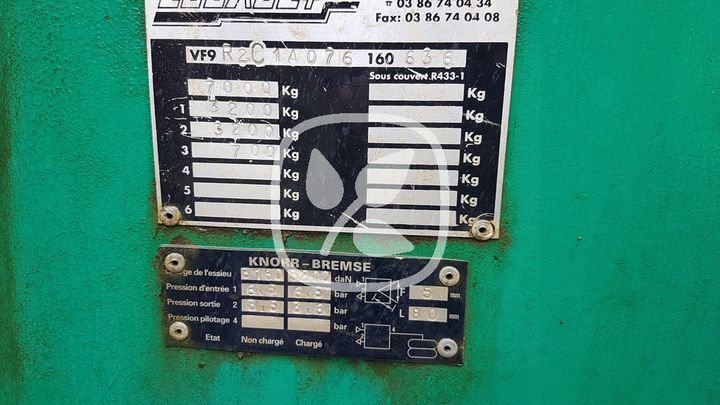 ☎ 03 86 74 04 34
Fax: 03 86 74 04 08
VF9 R2C1A076 160 636
Sous couvert.R433-1
7000 Kg Kg
1 3200 Kg Kg
2 3200 Kg Kg
3 700 Kg Kg
4 Kg Kg
5 Kg Kg
6 Kg Kg
KNORR-BREMSE
de l'essieu daN
Pression d'entrée 1 bar F 5 mm
Pression sortie 2 bar L 80 mm
Pression pilotage 4 bar
Etat Non chargé Chargé